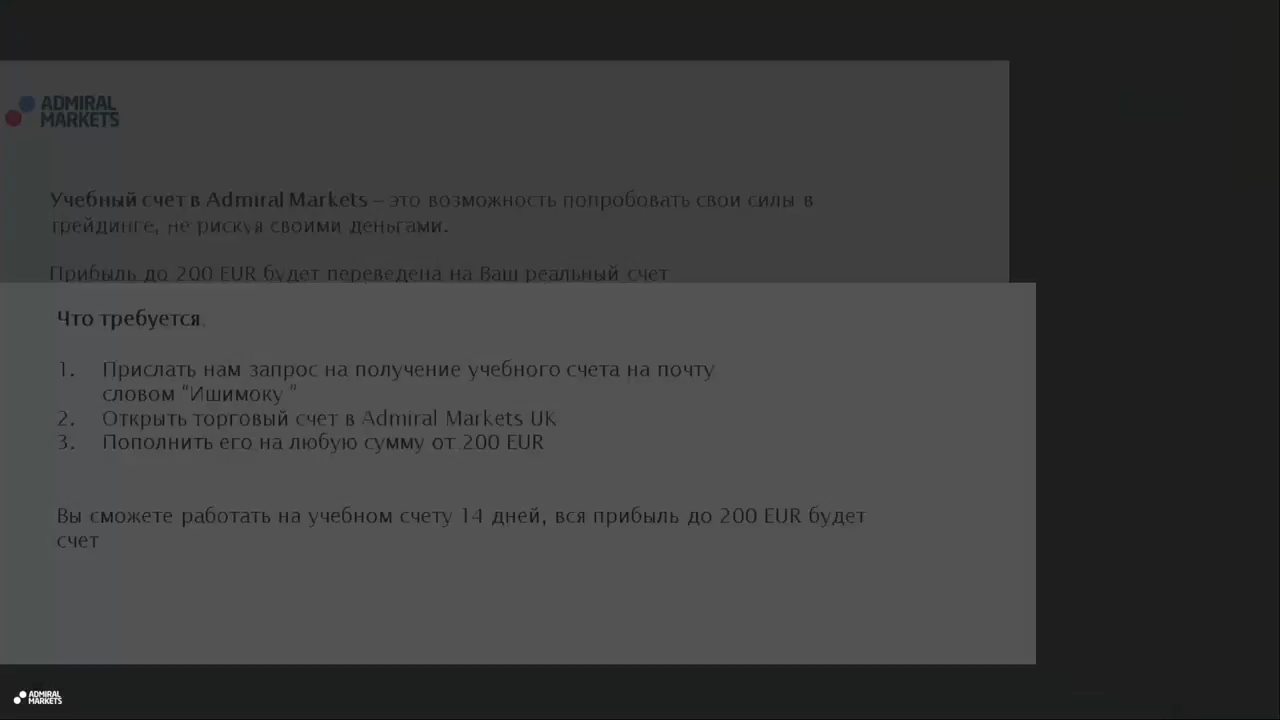 ADMIRAL
MARKETS
Учебный счет в Admiral Markets – это возможность попробовать свои силы в
трейдинге, не рискуя своими деньгами.
Прибыль до 200 EUR будет переведена на Ваш реальный счет
Что требуется.
1. Прислать нам запрос на получение учебного счета на почту
словом "Ишимоку "
2. Открыть торговый счет в Admiral Markets UK
3. Пополнить его на любую сумму от 200 EUR
Вы сможете работать на учебном счету 14 дней, вся прибыль до 200 EUR будет
счет
ADMIRAL
MARKETS